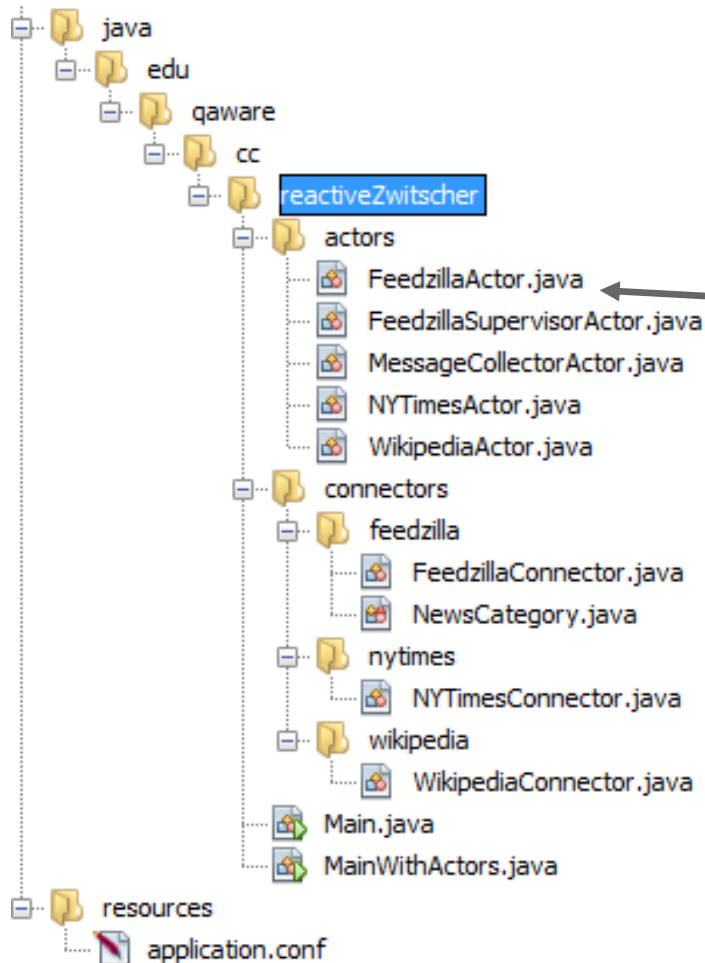 java
edu
qaware
cc
reactiveZwitscher
actors
FeedzillaActor.java
FeedzillaSupervisorActor.java
MessageCollectorActor.java
NYTimesActor.java
WikipediaActor.java
connectors
feedzilla
FeedzillaConnector.java
NewsCategory.java
nytimes
NYTimesConnector.java
wikipedia
WikipediaConnector.java
Main.java
MainWithActors.java
resources
application.conf